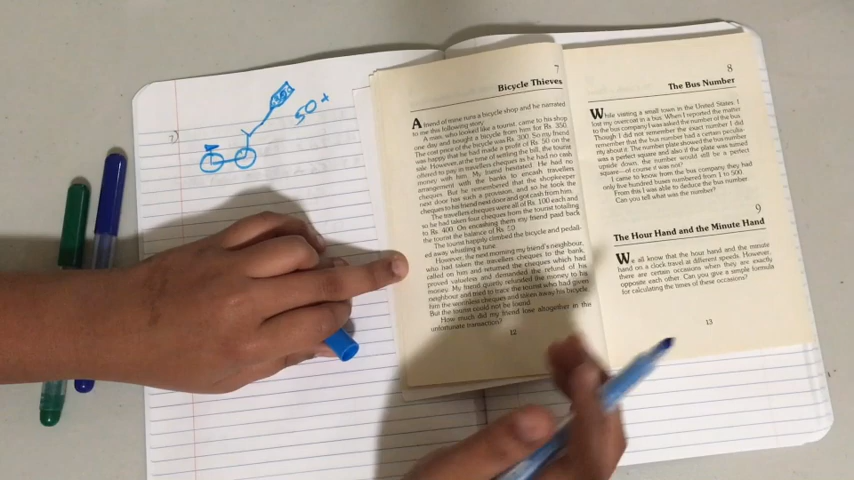 7)
50 +
7
Bicycle Thieves
A friend of mine runs a bicycle shop and he narrated
to me this following story:
A man, who looked like a tourist, came to his shop
one day and bought a bicycle from him for Rs. 350.
The cost price of the bicycle was Rs. 300. So my friend
was happy that he had made a profit of Rs. 50 on the
sale. However, at the time of settling the bill, the tourist
offered to pay in travellers cheques as he had no cash
money with him. My friend hesitated. He had no
arrangement with the banks to encash travellers
cheques. But he remembered that the shopkeeper
next door has such a provision, and so he took the
cheques to his friend next door and got cash from him.
The travellers cheques were all of Rs. 100 each and
so he had taken four cheques from the tourist totalling
to Rs. 400. On encashing them my friend paid back
the tourist the balance of Rs. 50.
The tourist happily climbed the bicycle and pedall-
ed away whistling a tune.
However, the next morning my friend's neighbour,
who had taken the travellers cheques to the bank,
called on him and returned the cheques which had
proved valueless and demanded the refund of his
money. My friend quietly refunded the money to his
neighbour and tried to trace the tourist who had given
him the worthless cheques and stolen away his bicycle.
But the tourist could not be found.
How much did my friend lose altogether in the
unfortunate transaction?
12
8
The Bus Number
While visiting a small town in the United States, I
lost my overcoat in a bus. When I reported the matter
to the bus company I was asked the number of the bus.
Though I did not remember the exact number I did
remember that the bus number had a certain peculia-
rity about it. The number plate showed the bus number
was a perfect square and also if the plate was turned
upside down, the number would still be a perfect
square—of course it was not?
I came to know from the bus company they had
only five hundred buses numbered from 1 to 500.
From this I was able to deduce the bus number.
Can you tell what was the number?
9
The Hour Hand and the Minute Hand
We all know that the hour hand and the minute
hand on a clock travel at different speeds. However,
there are certain occasions when they are exactly
opposite each other. Can you give a simple formula
for calculating the times of these occasions?
13